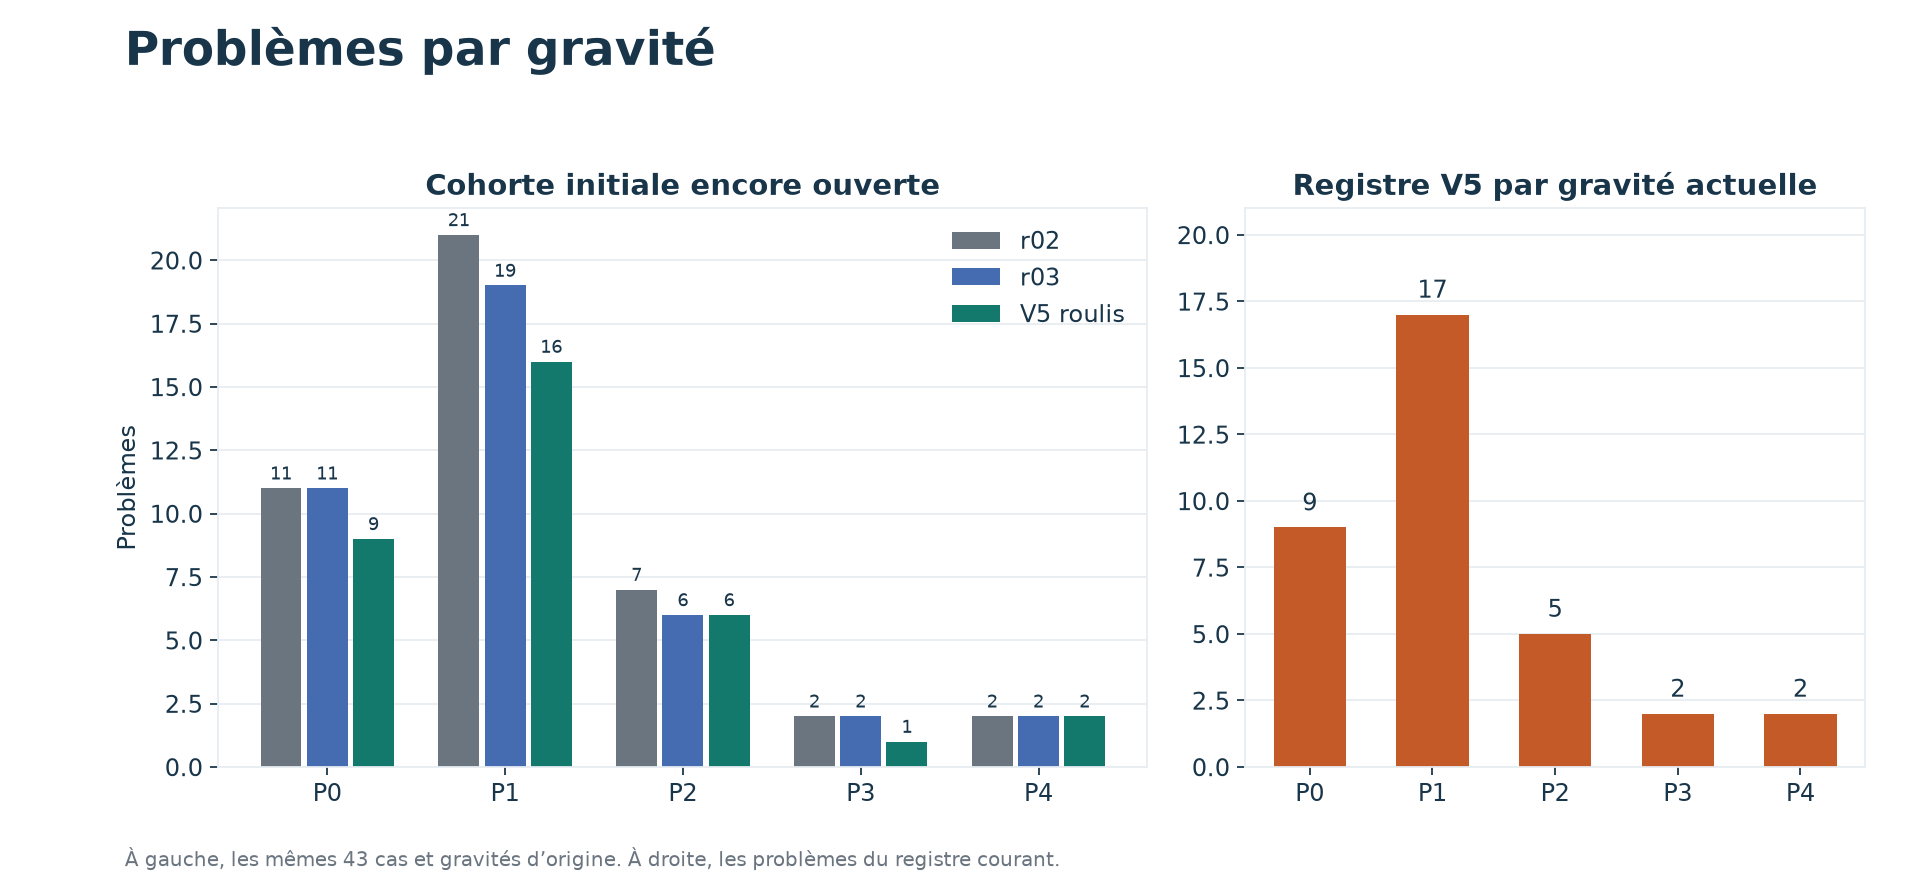 Problèmes par gravité
Cohorte initiale encore ouverte
Problèmes
20.0
17.5
15.0
12.5
10.0
7.5
5.0
2.5
0.0
21
19
16
11
11
9
7
6
6
2
2
1
2
2
2
r02
r03
V5 roulis
P0
P1
P2
P3
P4
Registre V5 par gravité actuelle
20.0
17.5
15.0
12.5
10.0
7.5
5.0
2.5
0.0
9
17
5
2
2
P0
P1
P2
P3
P4
À gauche, les mêmes 43 cas et gravités d’origine. À droite, les problèmes du registre courant.